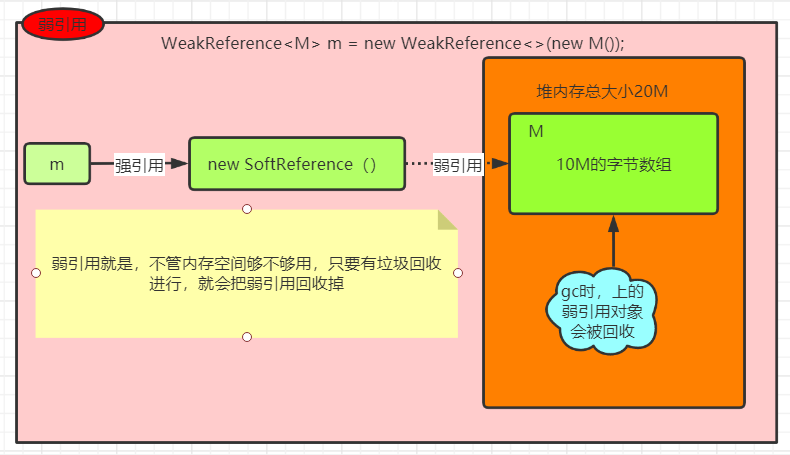 弱引用
WeakReference<M> m = new WeakReference<>(new M());
堆内存总大小20M
M
m
强引用
new SoftReference（）
弱引用
10M的字节数组
弱引用就是，不管内存空间够不够用，只要有垃圾回收
进行，就会把弱引用回收掉
gc时，上的
弱引用对象
会被回收